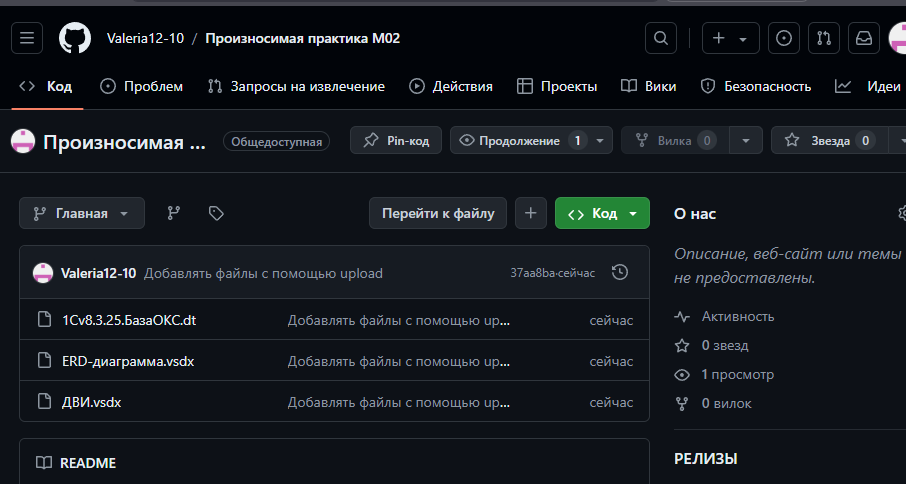 Valeria12-10 / Произносимая практика M02
Код Проблем Запросы на извлечение Действия Проекты Вики Безопасность Идеи
Произносимая ... Общедоступная Pin-код Продолжение 1 Вилка 0 Звезда 0
Главная Перейти к файлу Код
Valeria12-10 Добавлять файлы с помощью upload 37aa8ba·сейчас
1Cv8.3.25.БазаОКС.dt Добавлять файлы с помощью up... сейчас
ERD-диаграмма.vsdx Добавлять файлы с помощью up... сейчас
ДВИ.vsdx Добавлять файлы с помощью up... сейчас
README
О нас
Описание, веб-сайт или темы
не предоставлены.
Активность
0 звезд
1 просмотр
0 вилок
РЕЛИЗЫ